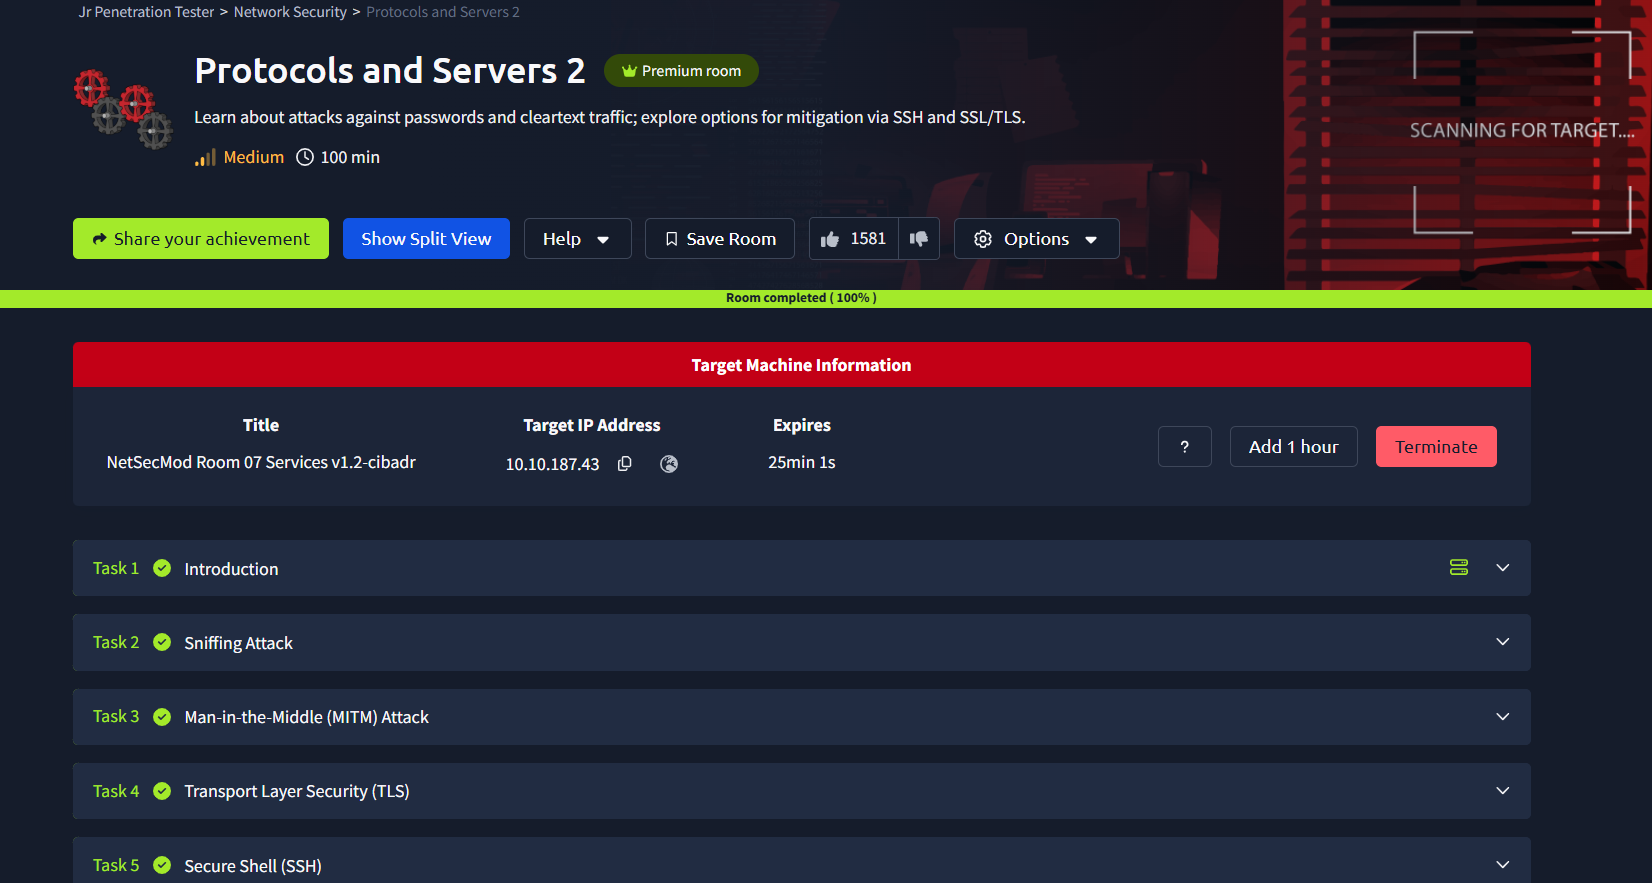 Jr Penetration Tester > Network Security > Protocols and Servers 2
Protocols and Servers 2
Premium room
Learn about attacks against passwords and cleartext traffic; explore options for mitigation via SSH and SSL/TLS.
Medium 100 min
SCANNING FOR TARGET....
Share your achievement Show Split View Help Save Room 1581 Options
Room completed ( 100% )
Target Machine Information
Title Target IP Address Expires
NetSecMod Room 07 Services v1.2-cibadr 10.10.187.43 25min 1s
? Add 1 hour Terminate
Task 1 Introduction
Task 2 Sniffing Attack
Task 3 Man-in-the-Middle (MITM) Attack
Task 4 Transport Layer Security (TLS)
Task 5 Secure Shell (SSH)